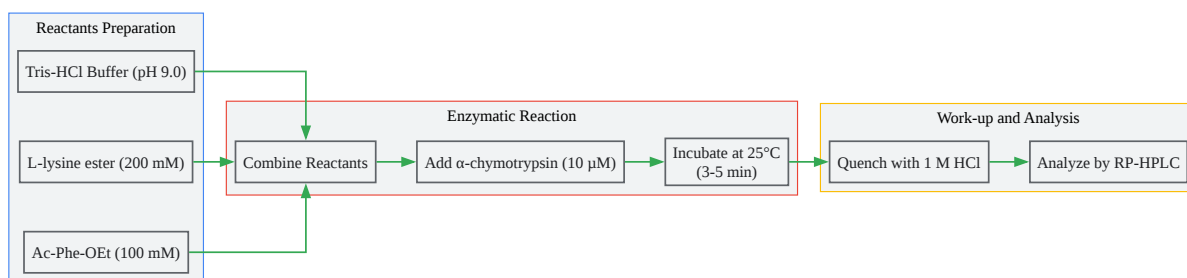 Reactants Preparation
Tris-HCl Buffer (pH 9.0)
L-lysine ester (200 mM)
Ac-Phe-OEt (100 mM)
Enzymatic Reaction
Combine Reactants
Add α-chymotrypsin (10 μM)
Incubate at 25°C
(3-5 min)
Work-up and Analysis
Quench with 1 M HCl
Analyze by RP-HPLC